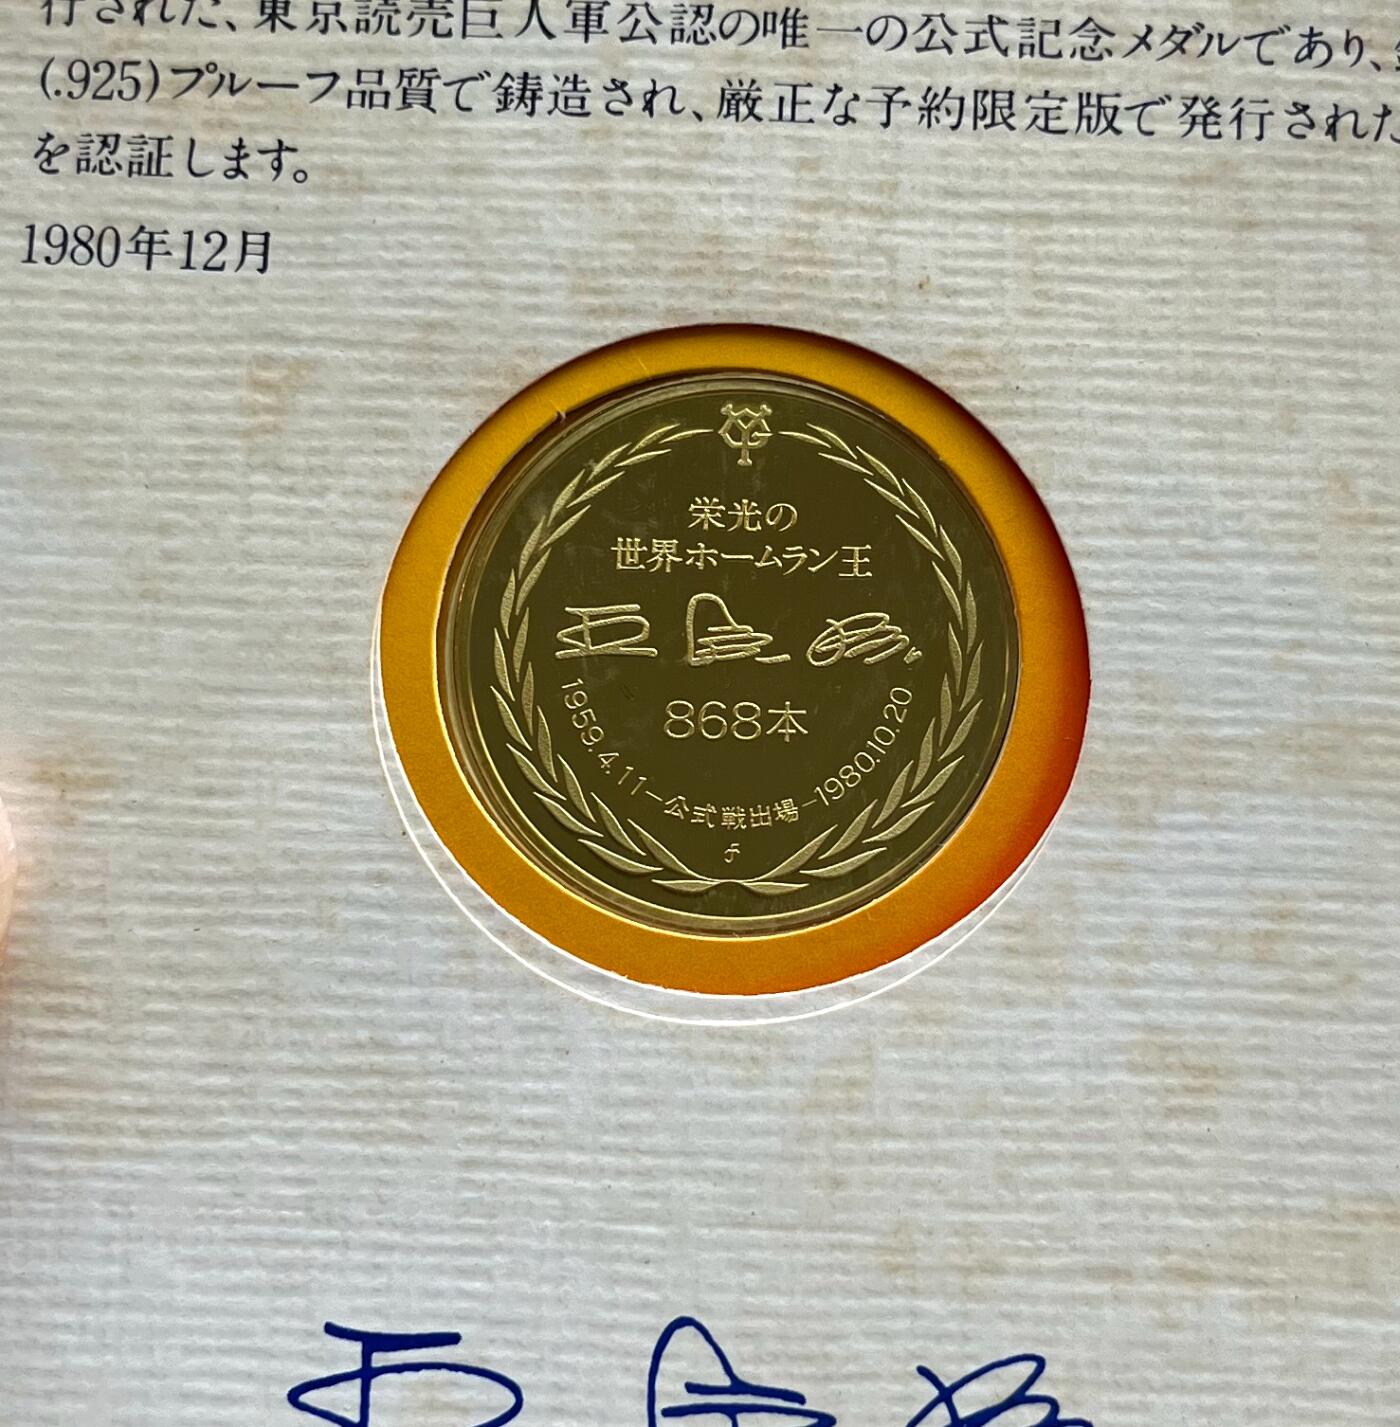 行された、東京読売巨人軍公認の唯一の公式記念メダルであり、
(.925)プルーフ品質で鋳造され、厳正な予約限定版で発行された
を認証します。
1980年12月
栄光の
世界ホームラン王
868本
1959.4.11－公式戦出場－1980.10.20